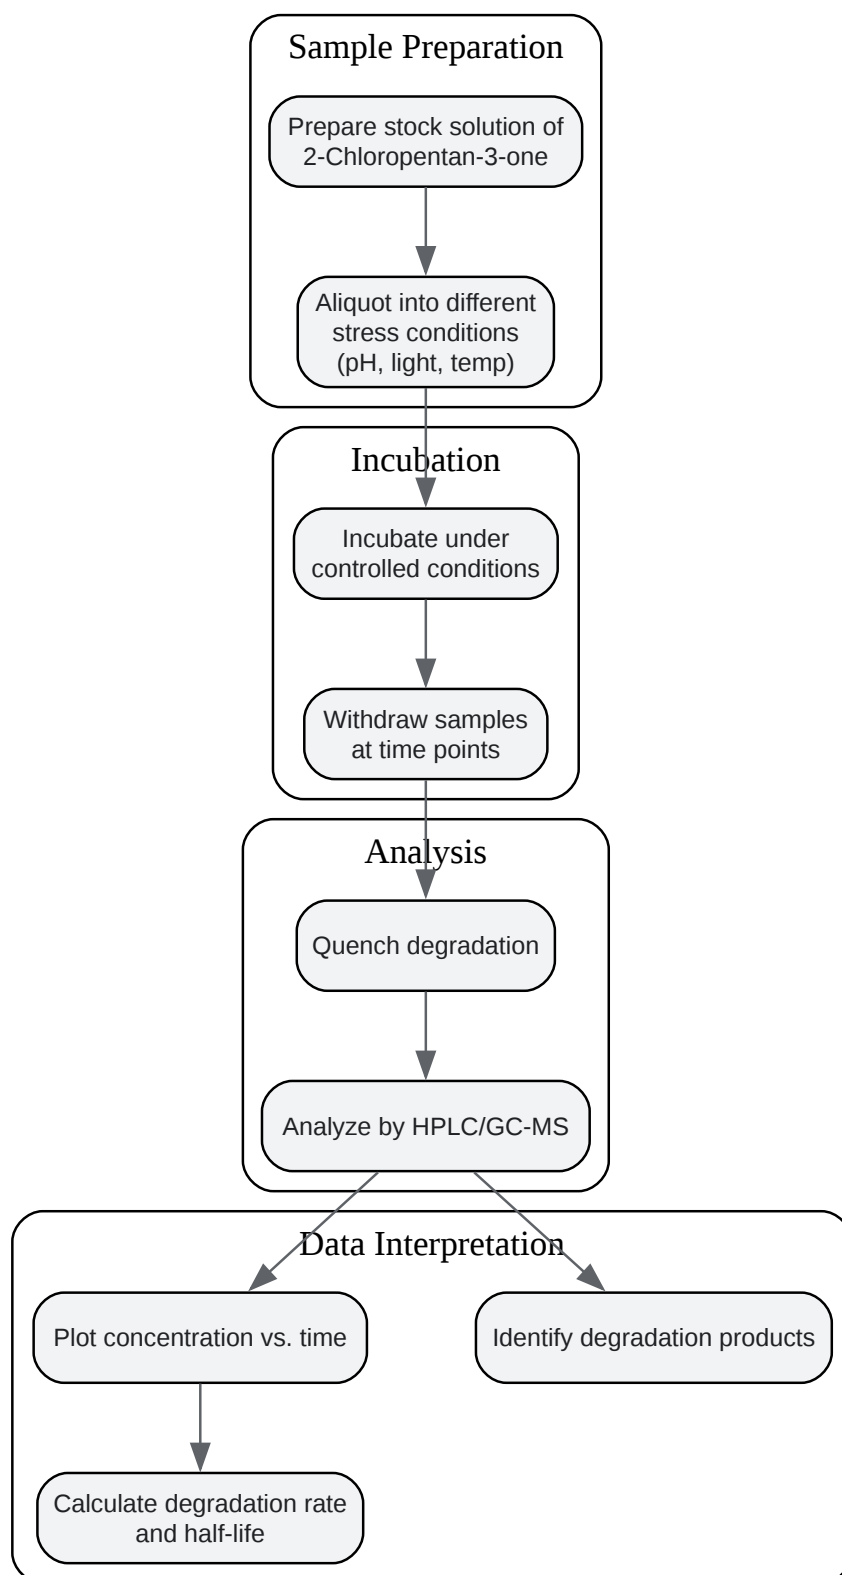 Sample Preparation
Prepare stock solution of
2-Chloropentan-3-one
Aliquot into different
stress conditions
(pH, light, temp)
Incubation
Incubate under
controlled conditions
Withdraw samples
at time points
Analysis
Quench degradation
Analyze by HPLC/GC-MS
Data Interpretation
Plot concentration vs. time
Identify degradation products
Calculate degradation rate
and half-life